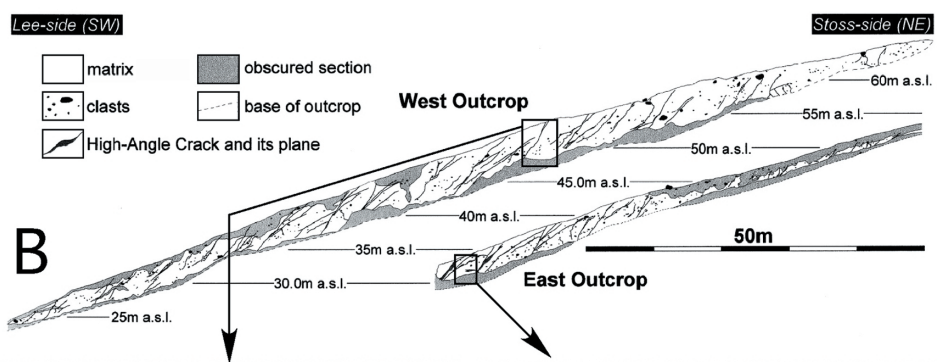 Lee-side (SW)
Stoss-side (NE)
matrix
obscured section
clasts
base of outcrop
High-Angle Crack and its plane
West Outcrop
60m a.s.l.
55m a.s.l.
50m a.s.l.
45.0m a.s.l.
40m a.s.l.
35m a.s.l.
30.0m a.s.l.
25m a.s.l.
50m
East Outcrop
B